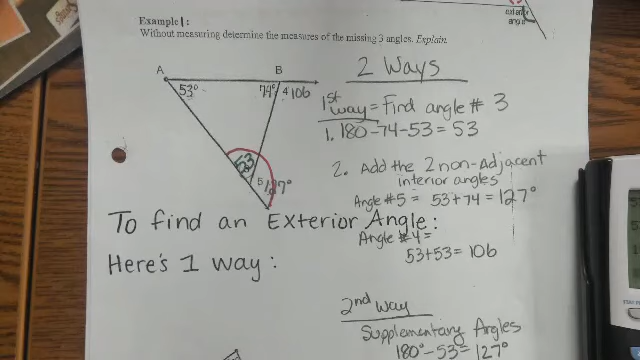 exterior
angle
Example 1:
Without measuring determine the measures of the missing 3 angles. Explain
A
B
53°
74°
4
106
53
5
127°
2 Ways
1st way = Find angle # 3
1. 180-74-53 = 53
2. Add the 2 non-Adjacent
interior angles
Angle #5 = 53+74 = 127°
Angle #4 =
53+53 = 106
To find an Exterior Angle:
Here's 1 way:
2nd way
Supplementary Angles
180°-53 = 127°